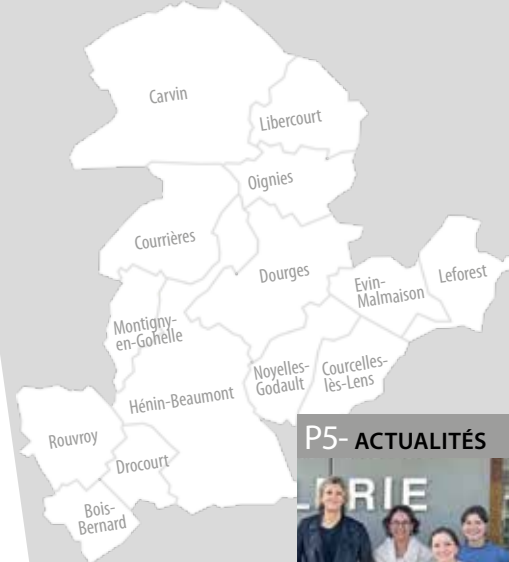 Carvin
Libercourt
Oignies
Courrières
Dourges
Evin-
Malmaison
Leforest
Montigny-
en-Gohelle
Noyelles-
Godault
Courcelles-
lès-Lens
Hénin-Beaumont
Rouvroy
Drocourt
Bois-
Bernard
P5- ACTUALITÉS
RIE